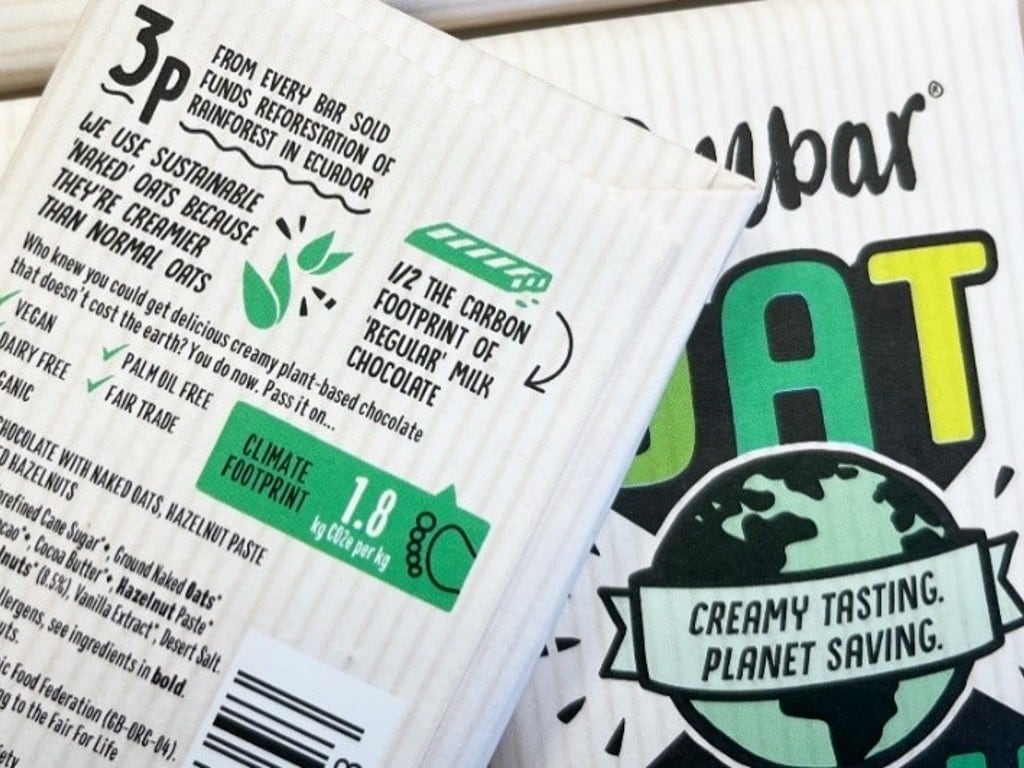 3p
FROM EVERY BAR SOLD
FUNDS REFORESTATION OF
RAINFOREST IN ECUADOR
WE USE SUSTAINABLE
'NAKED' OATS BECAUSE
THEY'RE CREAMIER
THAN NORMAL OATS
1/2 THE CARBON
FOOTPRINT OF
'REGULAR' MILK
CHOCOLATE
Who knew you could get delicious creamy plant-based chocolate
that doesn't cost the earth? You do now. Pass it on...
VEGAN
DAIRY FREE
PALM OIL FREE
FAIR TRADE
CLIMATE
FOOTPRINT
1.8
kg CO2e per kg
CHOCOLATE WITH NAKED OATS, HAZELNUT PASTE
HAZELNUTS
Cane Sugar*•, Ground Naked Oats*
Cocoa Butter*•, Hazelnut Paste*
(8.5%), Vanilla Extract*, Desert Salt.
see ingredients in bold.
Food Federation (GB-ORG-04).
to the Fair For Life
bar®
OAT
CREAMY TASTING.
PLANET SAVING.